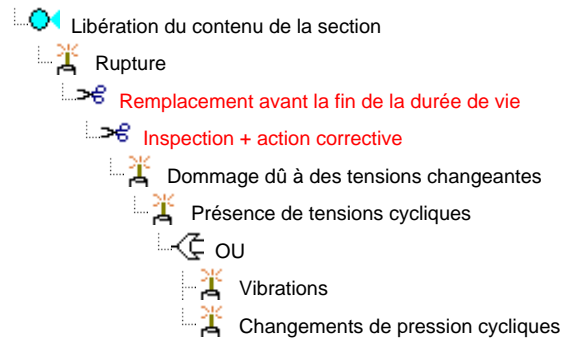 Libération du contenu de la section
Rupture
Remplacement avant la fin de la durée de vie
Inspection + action corrective
Dommage dû à des tensions changeantes
Présence de tensions cycliques
OU
Vibrations
Changements de pression cycliques